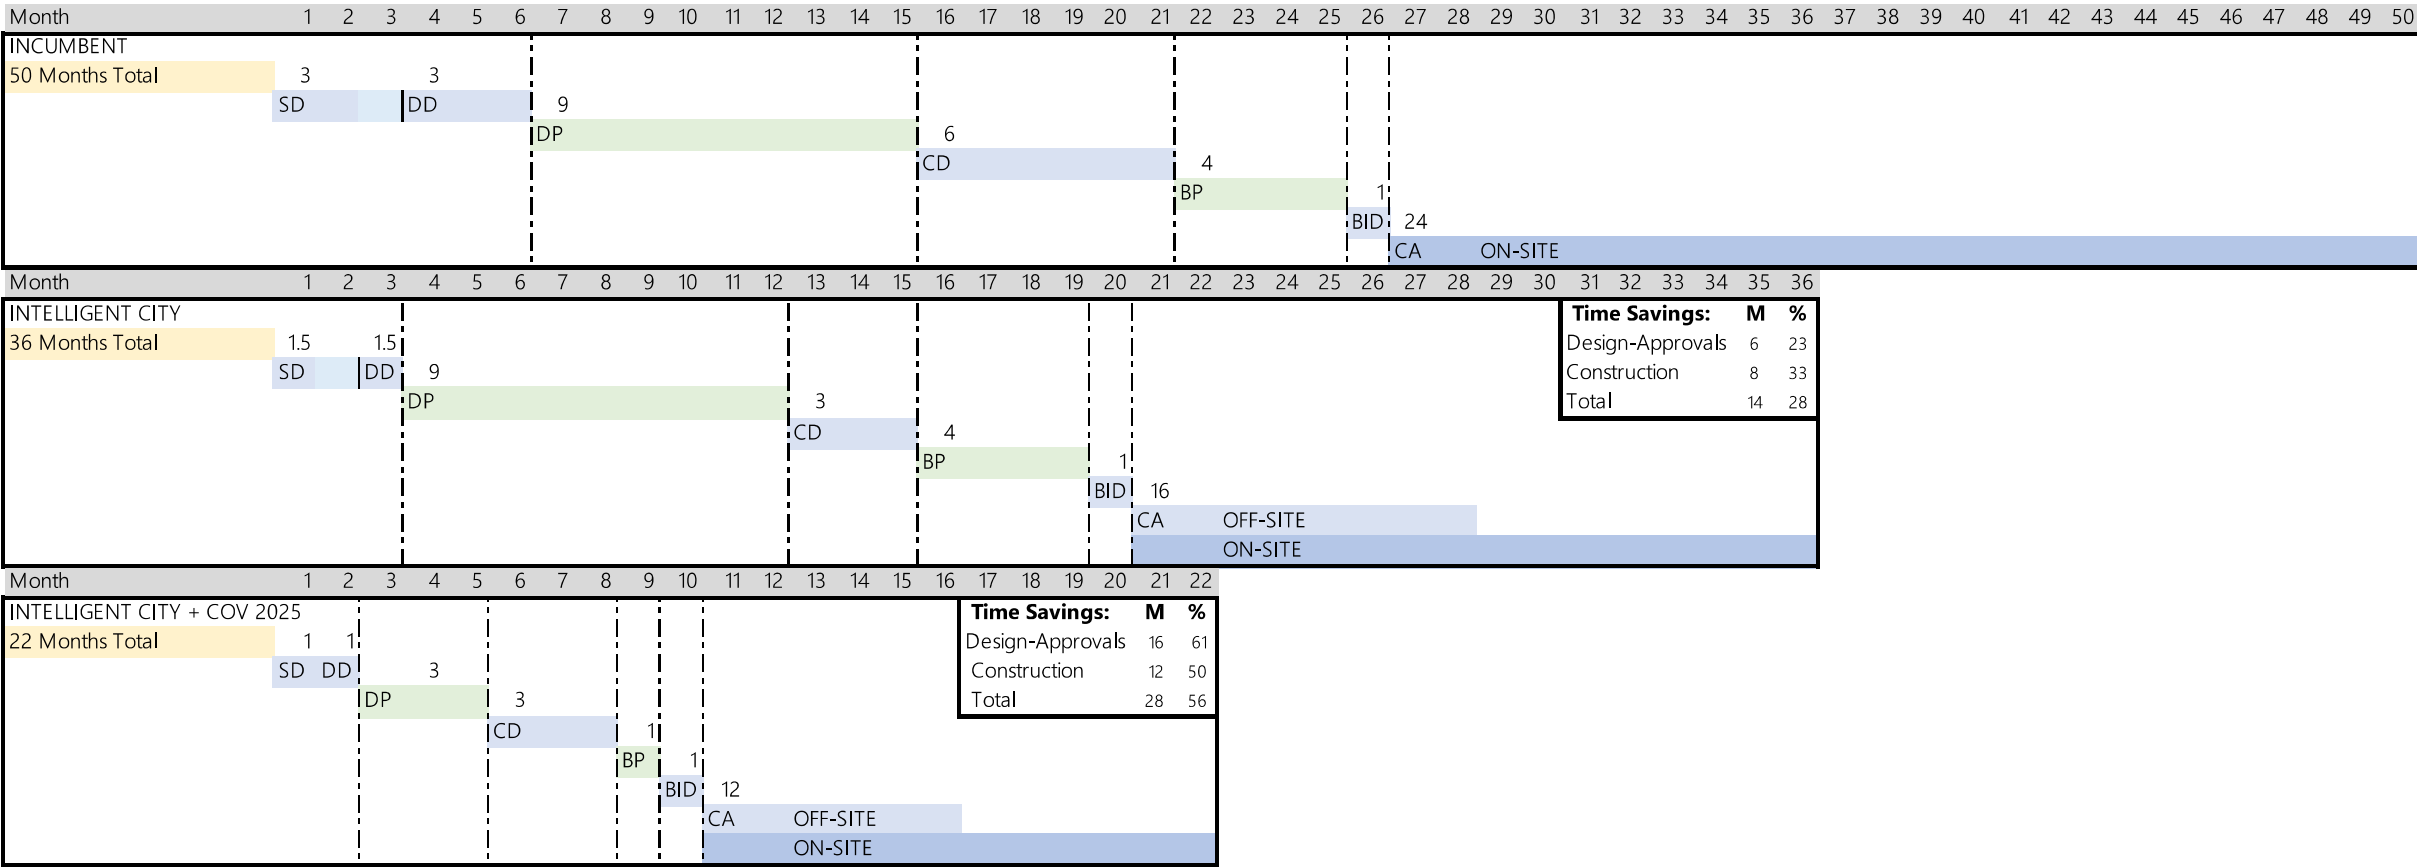 Month 1 2 3 4 5 6 7 8 9 10 11 12 13 14 15 16 17 18 19 20 21 22 23 24 25 26 27 28 29 30 31 32 33 34 35 36 37 38 39 40 41 42 43 44 45 46 47 48 49 50
INCUMBENT
50 Months Total 3 3
SD DD 9
DP 6
CD 4
BP 1
BID 24
CA ON-SITE
Month 1 2 3 4 5 6 7 8 9 10 11 12 13 14 15 16 17 18 19 20 21 22 23 24 25 26 27 28 29 30 31 32 33 34 35 36
INTELLIGENT CITY Time Savings: M %
36 Months Total 1.5 1.5 Design-Approvals 6 23
SD DD 9 Construction 8 33
DP 3 Total 14 28
CD 4
BP 1
BID 16
CA OFF-SITE
ON-SITE
Month 1 2 3 4 5 6 7 8 9 10 11 12 13 14 15 16 17 18 19 20 21 22
INTELLIGENT CITY + COV 2025 Time Savings: M %
22 Months Total 1 1 Design-Approvals 16 61
SD DD 3 Construction 12 50
DP 3 Total 28 56
CD 1
BP 1
BID 12
CA OFF-SITE
ON-SITE